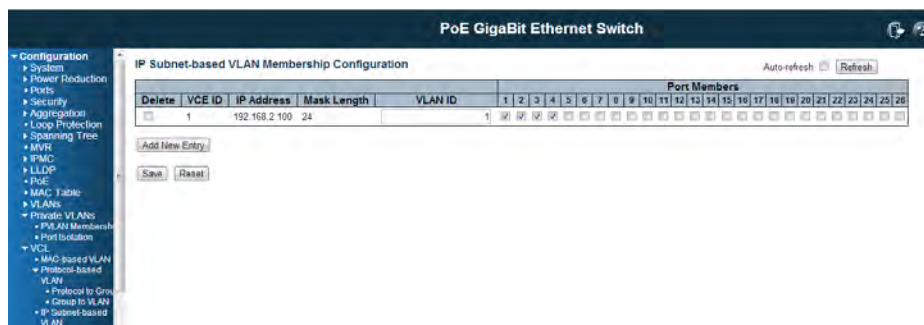 PoE GigaBit Ethernet Switch
Configuration
System
Power Reduction
Ports
Security
Aggregation
Loop Protection
Spanning Tree
MVR
IPMC
LLDP
PoE
MAC Table
VLANs
Private VLANs
PVLAN Membersh
Port Isolation
VCL
MAC-based VLAN
Protocol-based
VLAN
Protocol to Grou
Group to VLAN
IP Subnet-based
VLAN
IP Subnet-based VLAN Membership Configuration
Auto-refresh Refresh
Port Members
Delete VCE ID IP Address Mask Length VLAN ID 1 2 3 4 5 6 7 8 9 10 11 12 13 14 15 16 17 18 19 20 21 22 23 24 25 26
1 192.168.2.100 24 1
Add New Entry
Save Reset